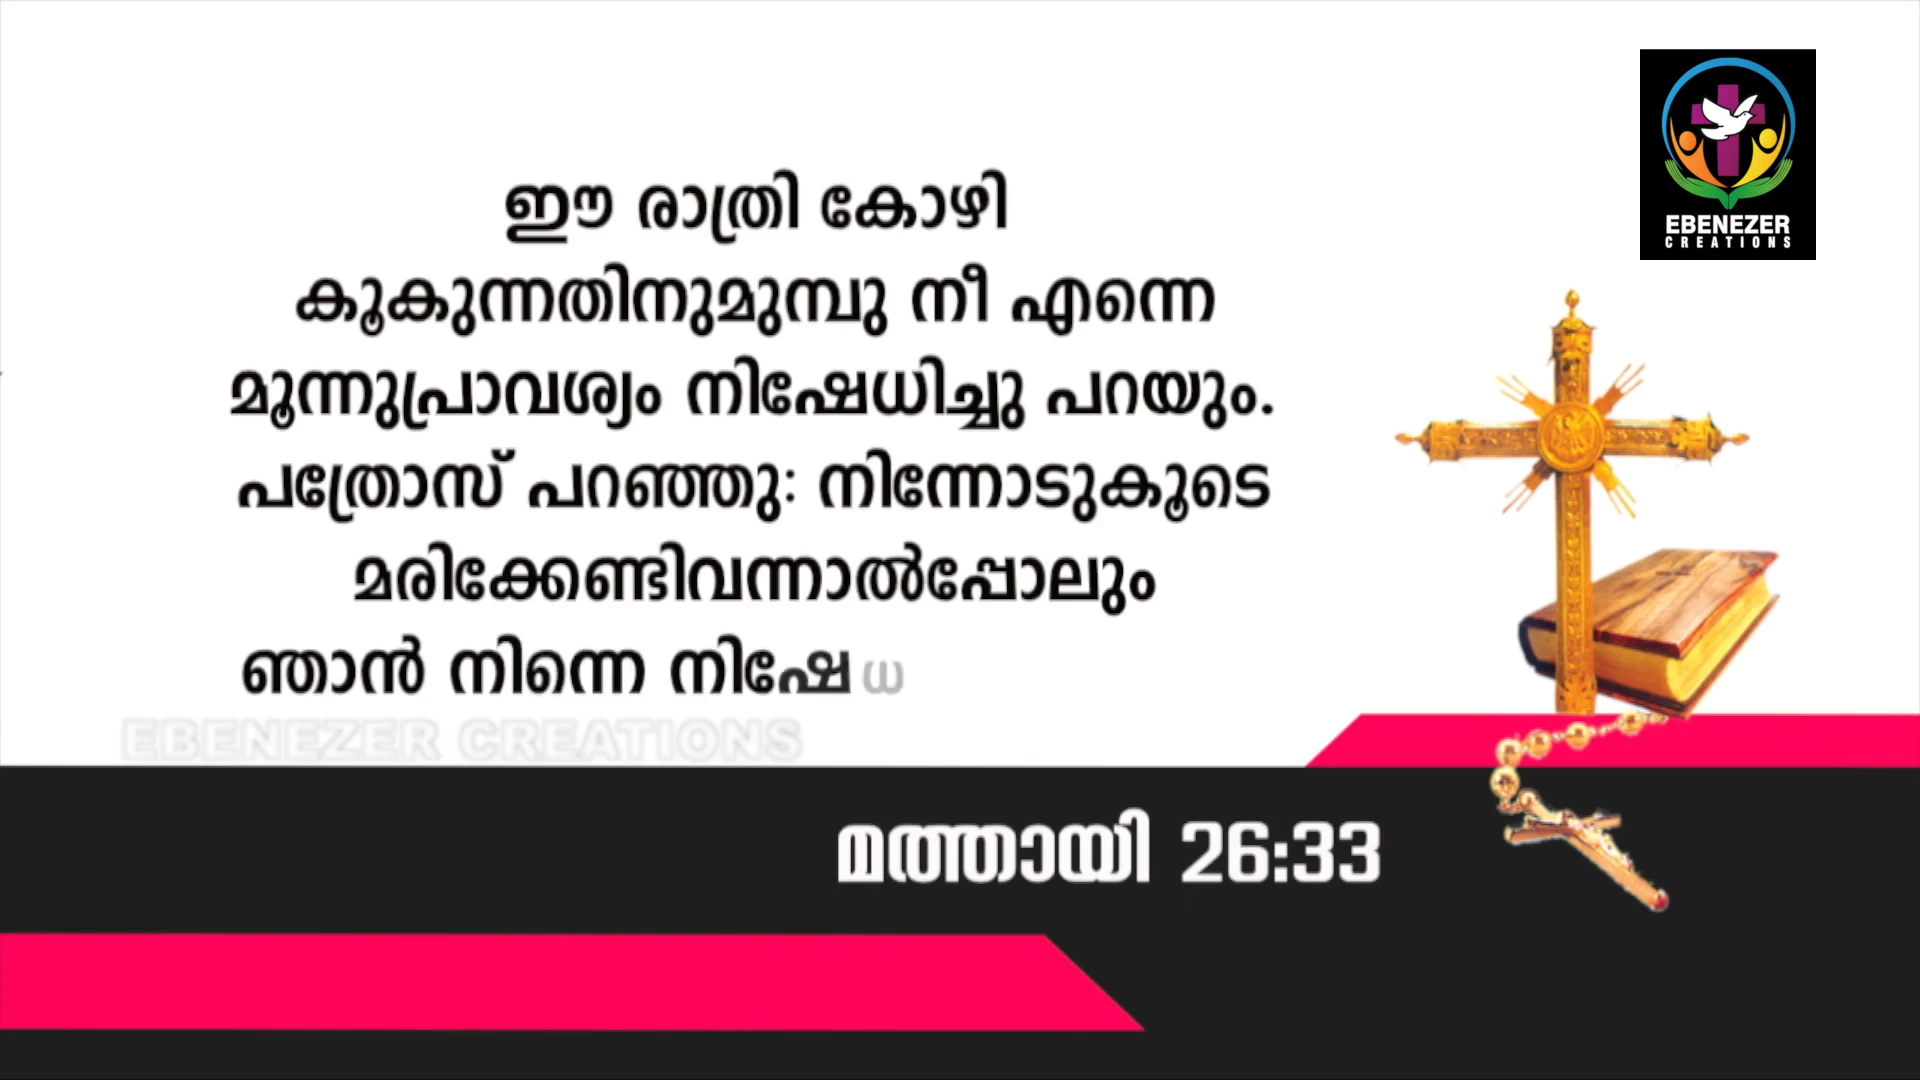 EBENEZER
CREATIONS
ഈ രാത്രി കോഴി
കൂകുന്നതിനുമുമ്പു നീ എന്നെ
മൂന്നുപ്രാവശ്യം നിഷേധിച്ചു പറയും.
പത്രോസ് പറഞ്ഞു: നിന്നോടുകൂടെ
മരിക്കേണ്ടിവന്നാൽപ്പോലും
ഞാൻ നിന്നെ നിഷേധ
EBENEZER CREATIONS
മത്തായി 26:33